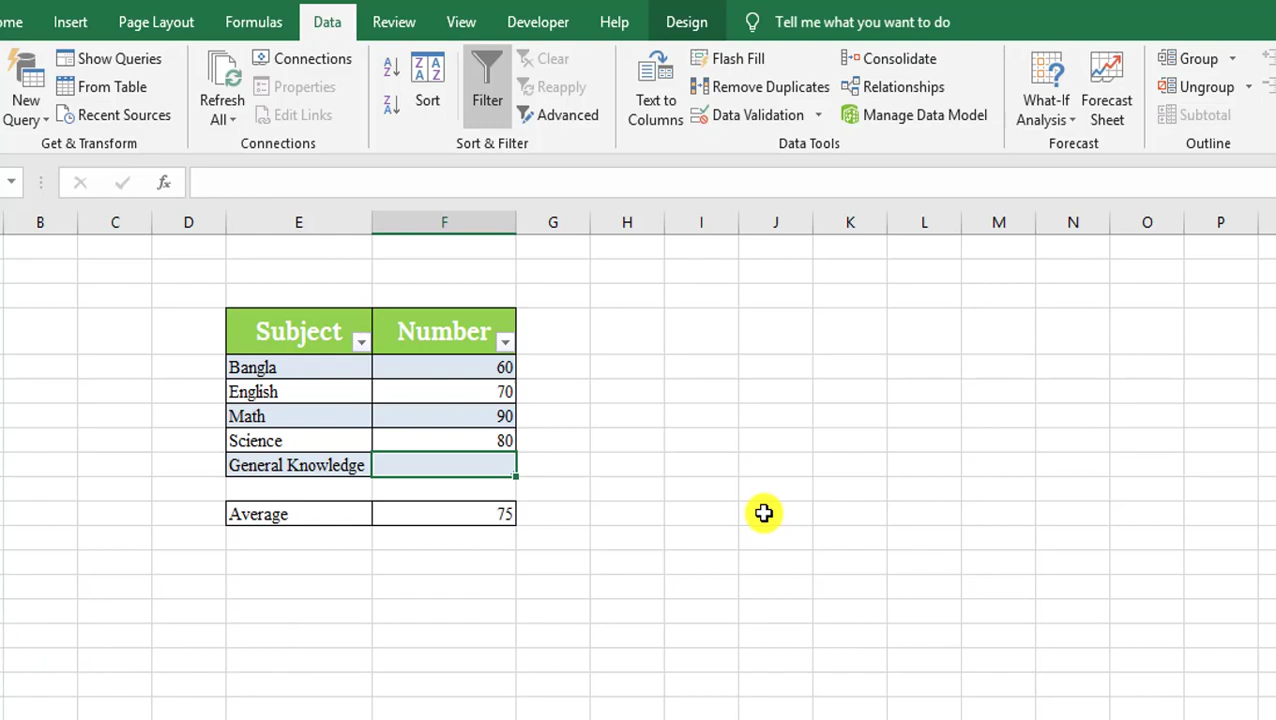 ome Insert Page Layout Formulas Data Review View Developer Help Design Tell me what you want to do
New Query
Show Queries
From Table
Recent Sources
Get & Transform
Refresh All
Connections
Properties
Edit Links
Connections
Sort
Filter
Clear
Reapply
Advanced
Sort & Filter
Text to Columns
Flash Fill
Remove Duplicates
Data Validation
Consolidate
Relationships
Manage Data Model
Data Tools
What-If Analysis
Forecast Sheet
Forecast
Group
Ungroup
Subtotal
Outline
fx
B C D E F G H I J K L M N O P
Subject Number
Bangla 60
English 70
Math 90
Science 80
General Knowledge
Average 75